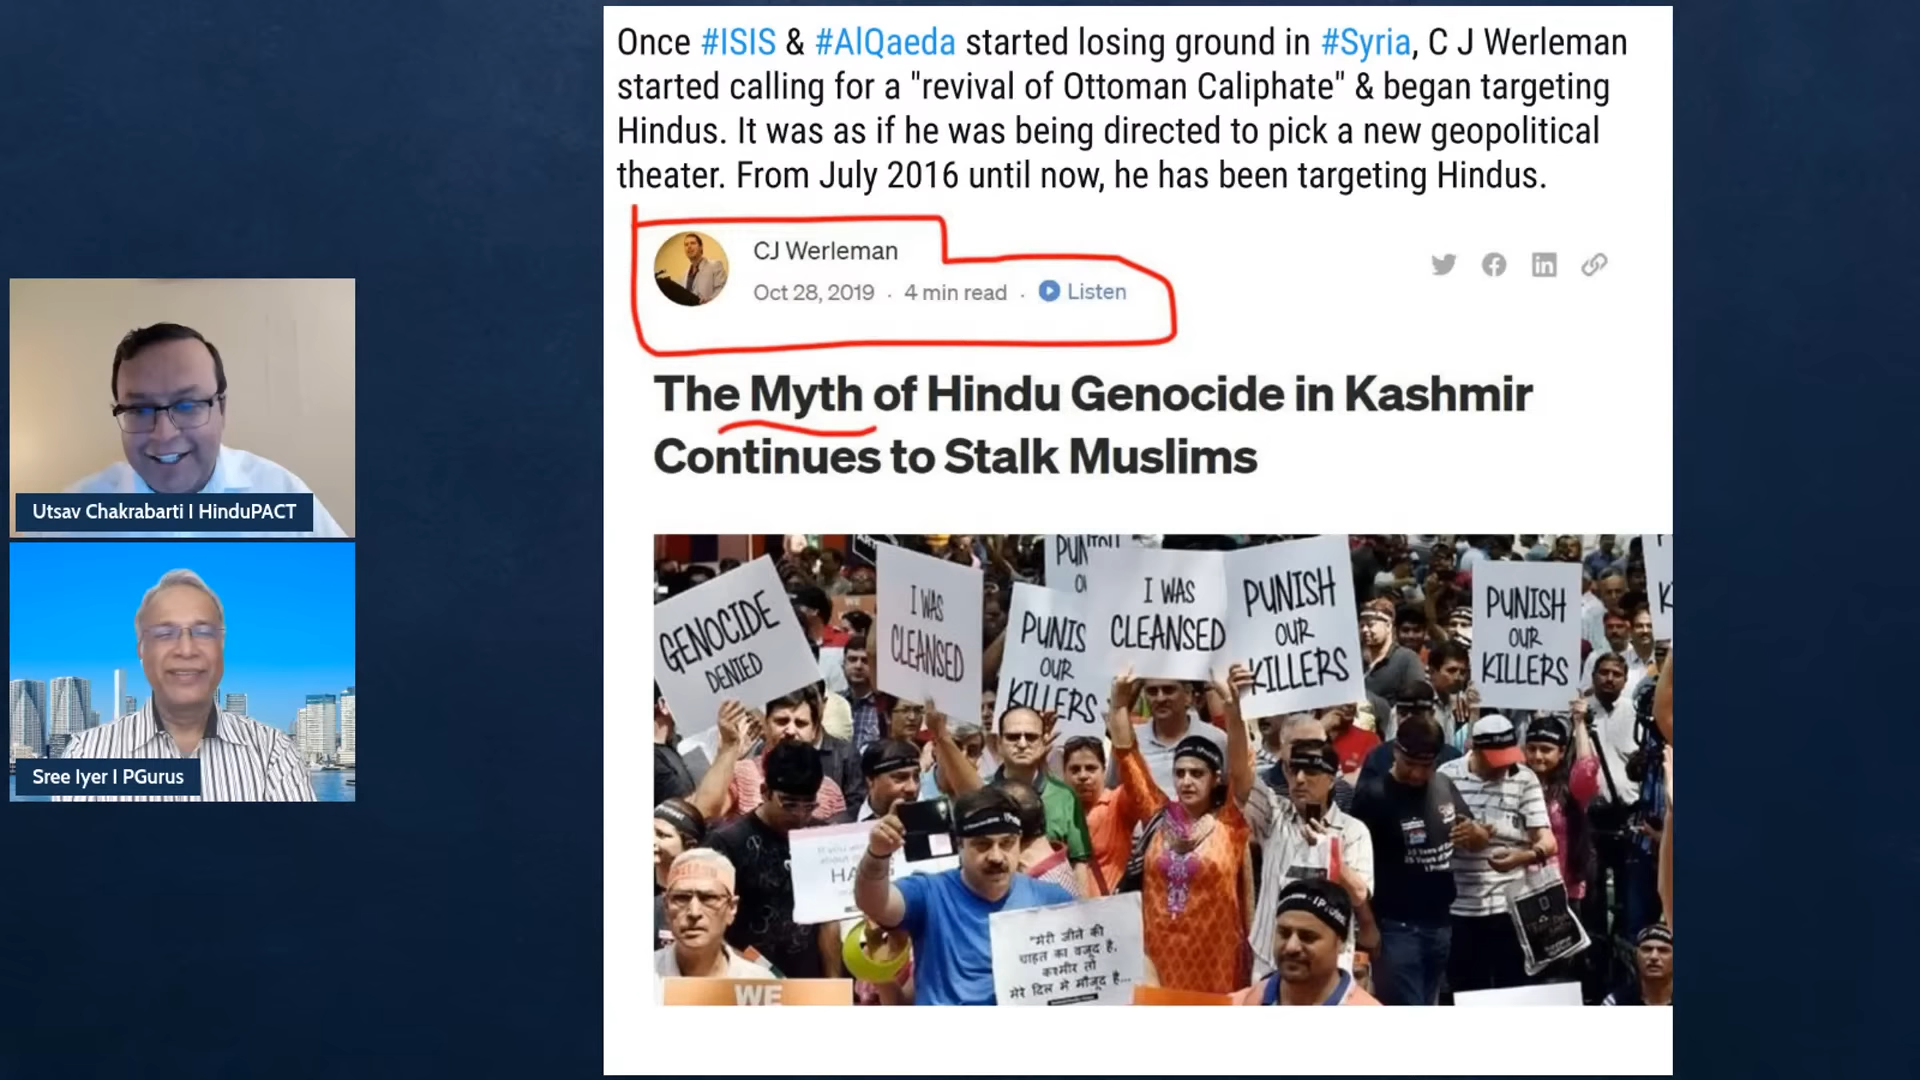 Once #ISIS & #AlQaeda started losing ground in #Syria, C J Werleman
started calling for a "revival of Ottoman Caliphate" & began targeting
Hindus. It was as if he was being directed to pick a new geopolitical
theater. From July 2016 until now, he has been targeting Hindus.
CJ Werleman
Oct 28, 2019 · 4 min read · Listen
The Myth of Hindu Genocide in Kashmir
Continues to Stalk Muslims
Utsav Chakrabarti I HinduPACT
Sree Iyer I PGurus
GENOCIDE
DENIED
I WAS
CLEANSED
PUNIS
OUR
KILLERS
I WAS
CLEANSED
PUNISH
OUR
KILLERS
PUNISH
OUR
KILLERS
"मेरी जीने की
चाहत का वजूद है,
कश्मीर तो
मेरे दिल में मौजूद है...
WE